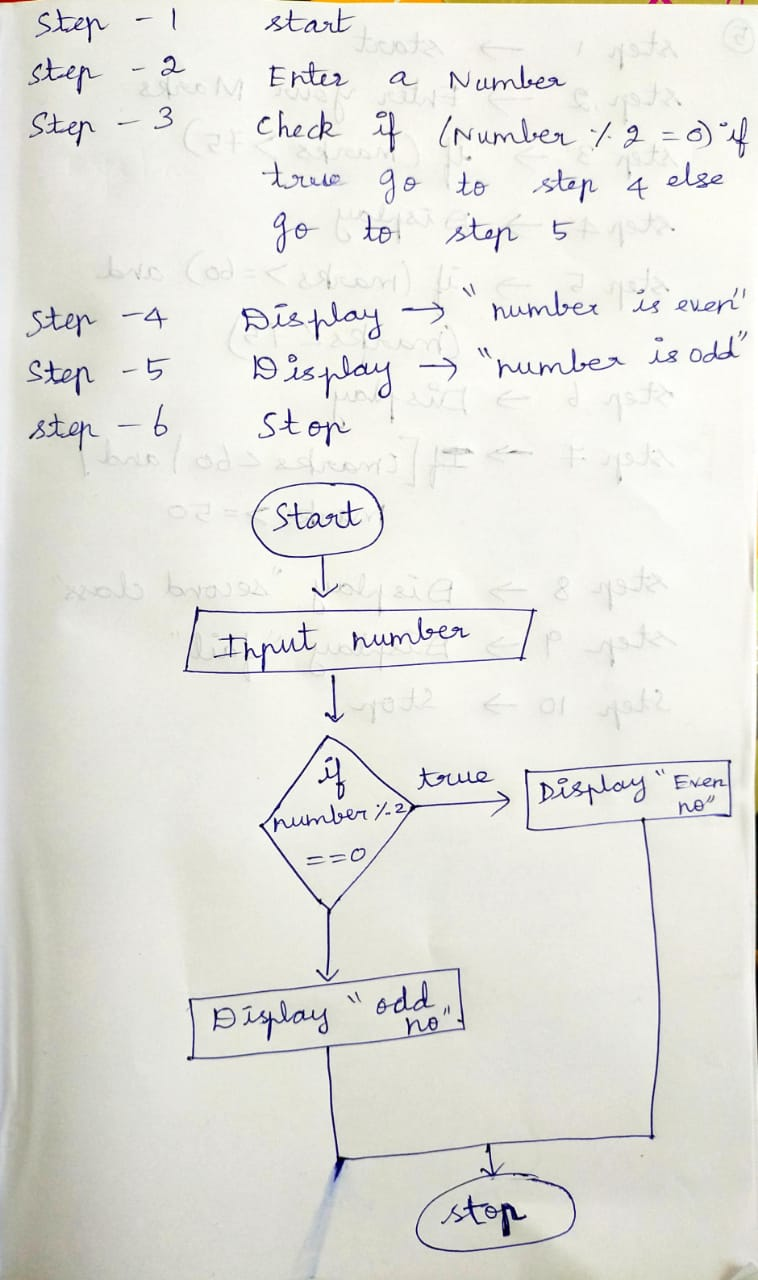 Step - 1 start
step - 2 Enter a Number
Step - 3 Check if (Number % 2 = 0) if
true go to step 4 else
go to step 5.
Step - 4 Display → "number is even"
Step - 5 Display → "number is odd"
step - 6 Stop
Start
Input number
if
number % 2
==0
true
Display "Even
no"
Display "odd
no".
stop